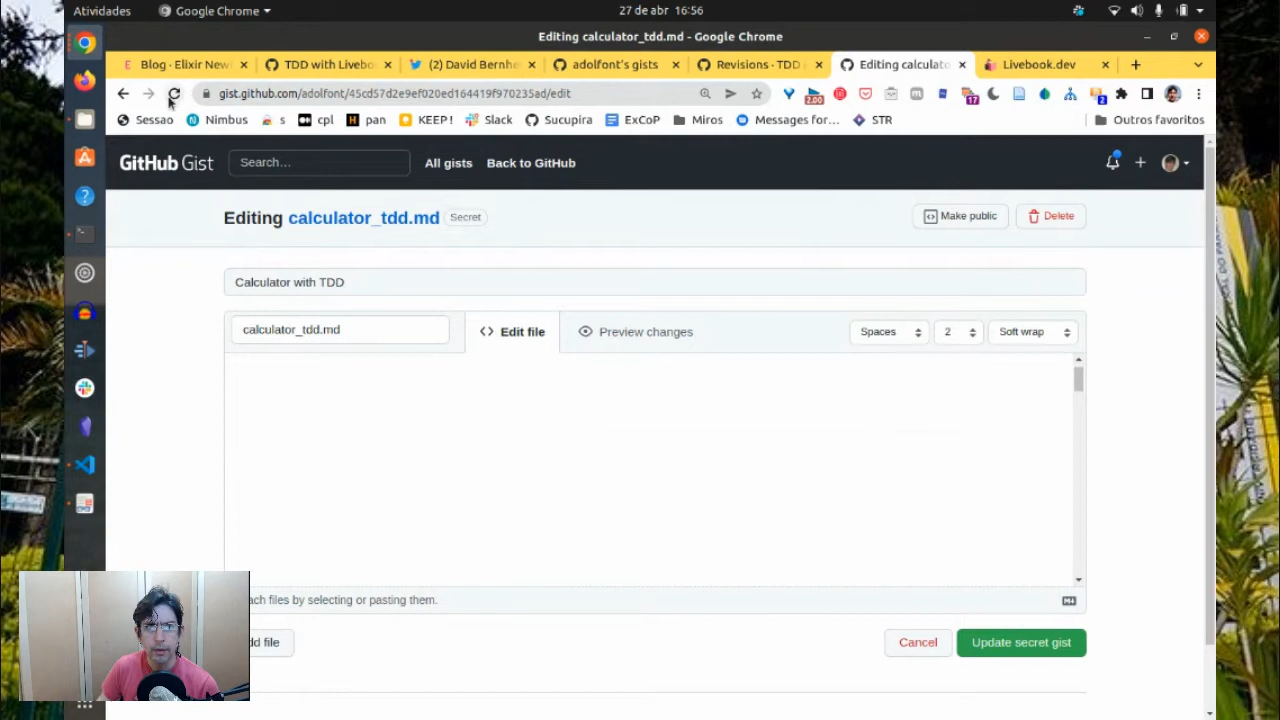 Atividades Google Chrome 27 de abr 16:56
Editing calculator_tdd.md - Google Chrome
Blog · Elixir New TDD with Livebo (2) David Bernhe adolfont's gists Revisions · TDD Editing calculato Livebook.dev
gist.github.com/adolfont/45cd57d2e9ef020ed164419f970235ad/edit 2.00 17 2
Sessao Nimbus s cpl pan KEEP! Slack Sucupira ExCoP Miros Messages for... STR Outros favoritos
GitHub Gist Search... All gists Back to GitHub
Editing calculator_tdd.md Secret Make public Delete
Calculator with TDD
calculator_tdd.md Edit file Preview changes Spaces 2 Soft wrap
ach files by selecting or pasting them.
dd file Cancel Update secret gist